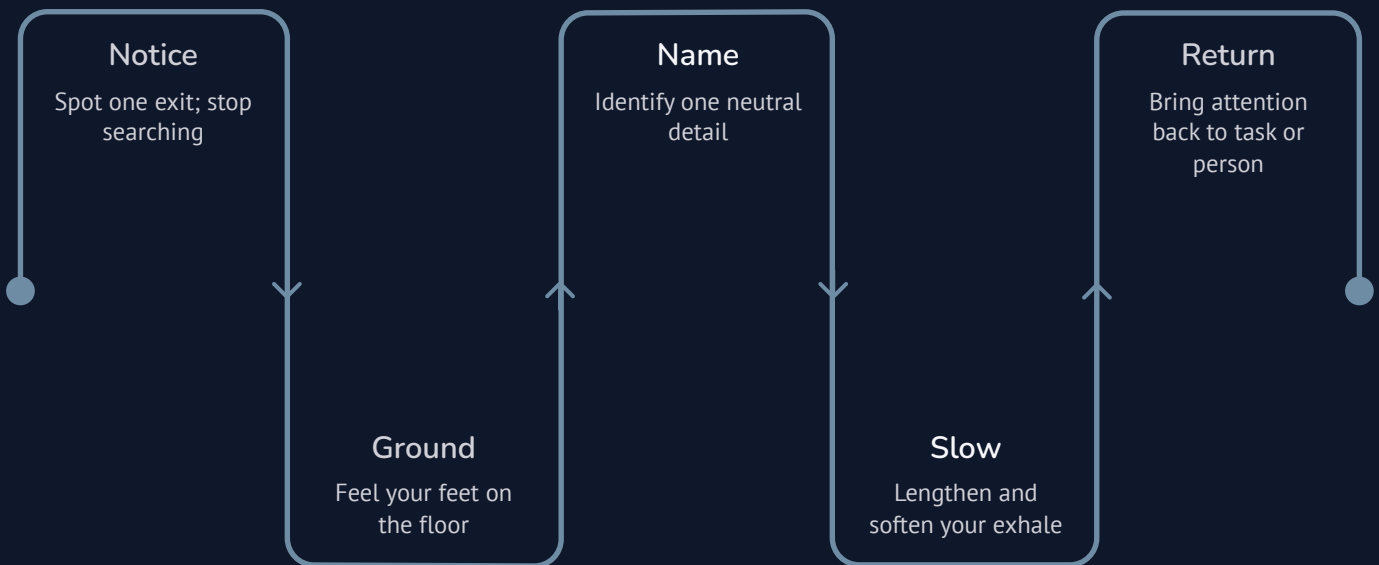 Notice
Spot one exit; stop
searching
Ground
Feel your feet on
the floor
Name
Identify one neutral
detail
Slow
Lengthen and
soften your exhale
Return
Bring attention
back to task or
person